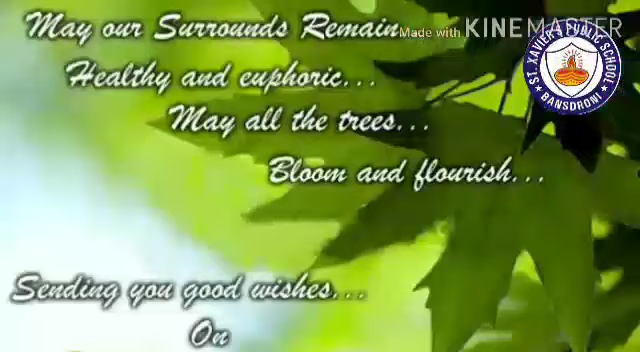 May our Surrounds Remain
Made with KINEMASTER
ST. XAVIER'S PUBLIC SCHOOL
★ BANSDRONI ★
Healthy and euphoric...
May all the trees...
Bloom and flourish...
Sending you good wishes...
On